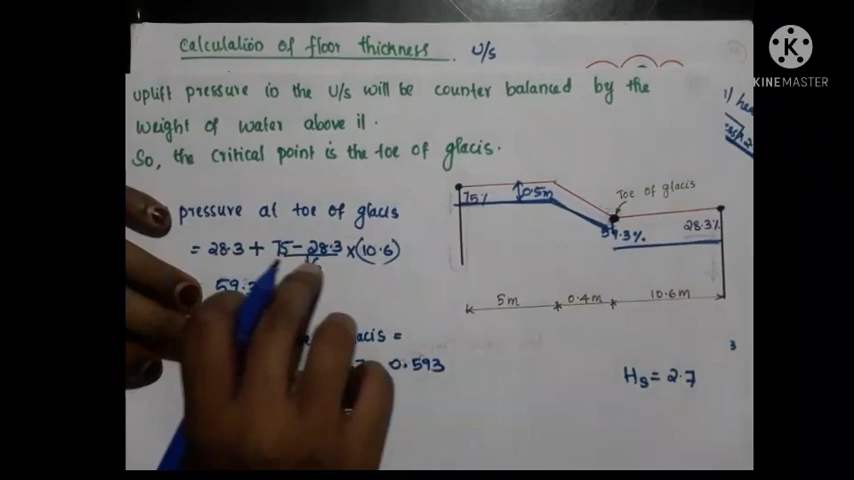 calculation of floor thickness U/s
K
KINEMASTER
uplift pressure in the U/s will be counter balanced by the
weight of water above it.
So, the critical point is the toe of glacis.
75% 0.5m Toe of glacis
28.3%
pressure at toe of glacis
= 28.3 + 75-28.3 ×(10.6)
5m 0.4m 10.6m
acis =
0.593
Hs = 2.7
3